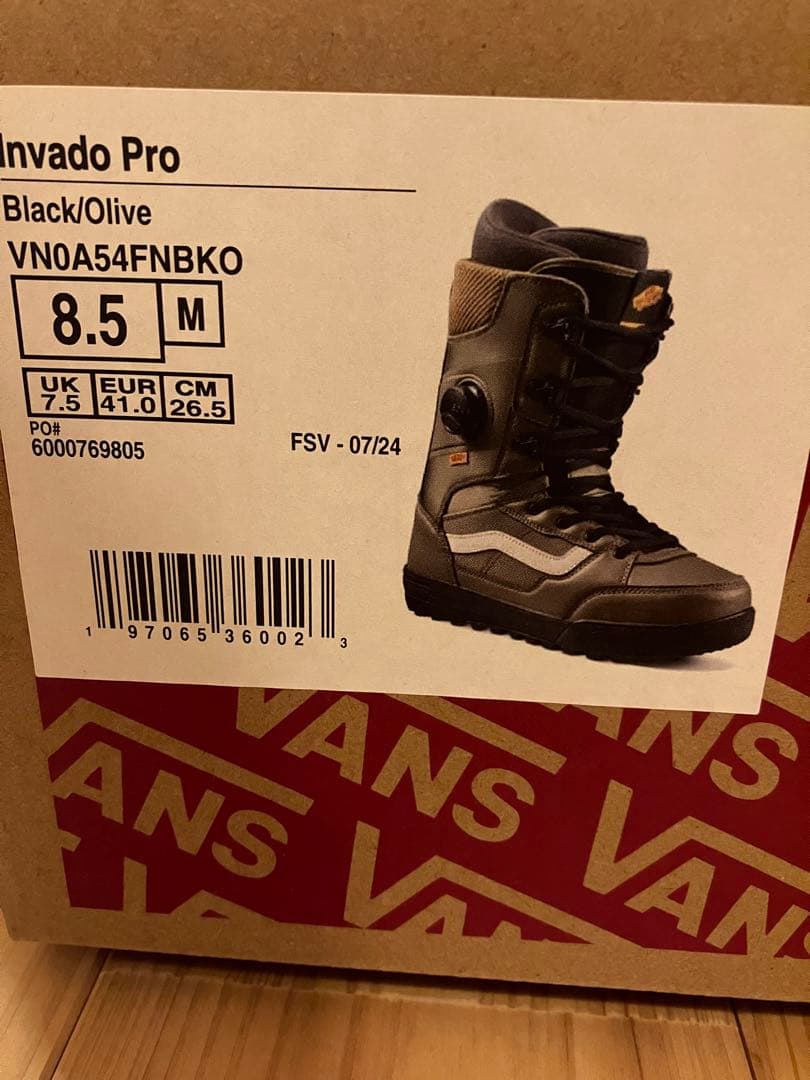 Invado Pro
Black/Olive
VN0A54FNBKO
8.5 M
UK EUR CM
7.5 41.0 26.5
PO#
6000769805
FSV - 07/24
1 97065 36002 3
VANS
VANS
VANS
VANS
VANS